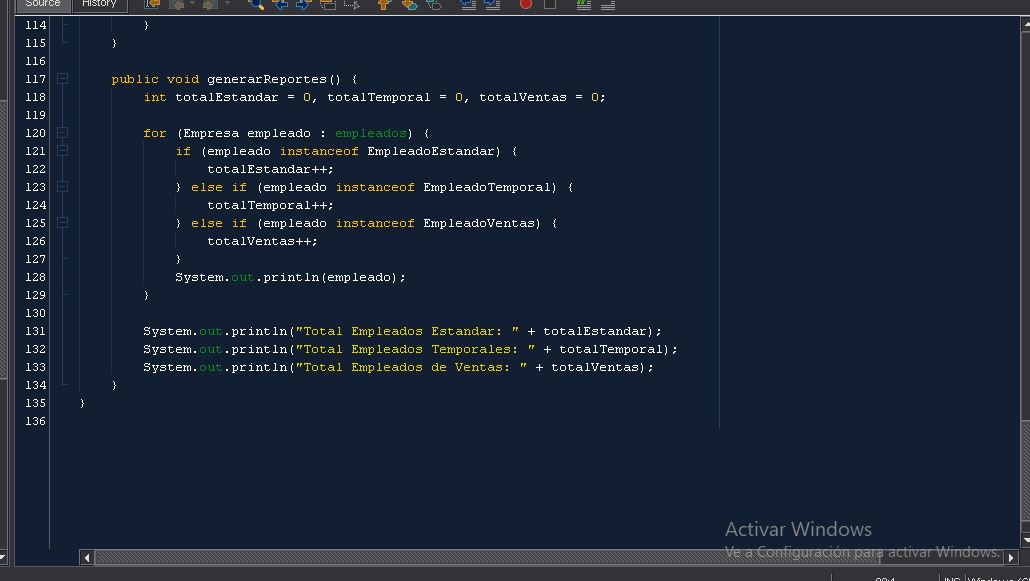 Source History
114 }
115 }
116
117 public void generarReportes() {
118 int totalEstandar = 0, totalTemporal = 0, totalVentas = 0;
119
120 for (Empresa empleado : empleados) {
121 if (empleado instanceof EmpleadoEstandar) {
122 totalEstandar++;
123 } else if (empleado instanceof EmpleadoTemporal) {
124 totalTemporal++;
125 } else if (empleado instanceof EmpleadoVentas) {
126 totalVentas++;
127 }
128 System.out.println(empleado);
129 }
130
131 System.out.println("Total Empleados Estandar: " + totalEstandar);
132 System.out.println("Total Empleados Temporales: " + totalTemporal);
133 System.out.println("Total Empleados de Ventas: " + totalVentas);
134 }
135 }
136
Activar Windows
Ve a Configuración para activar Windows.